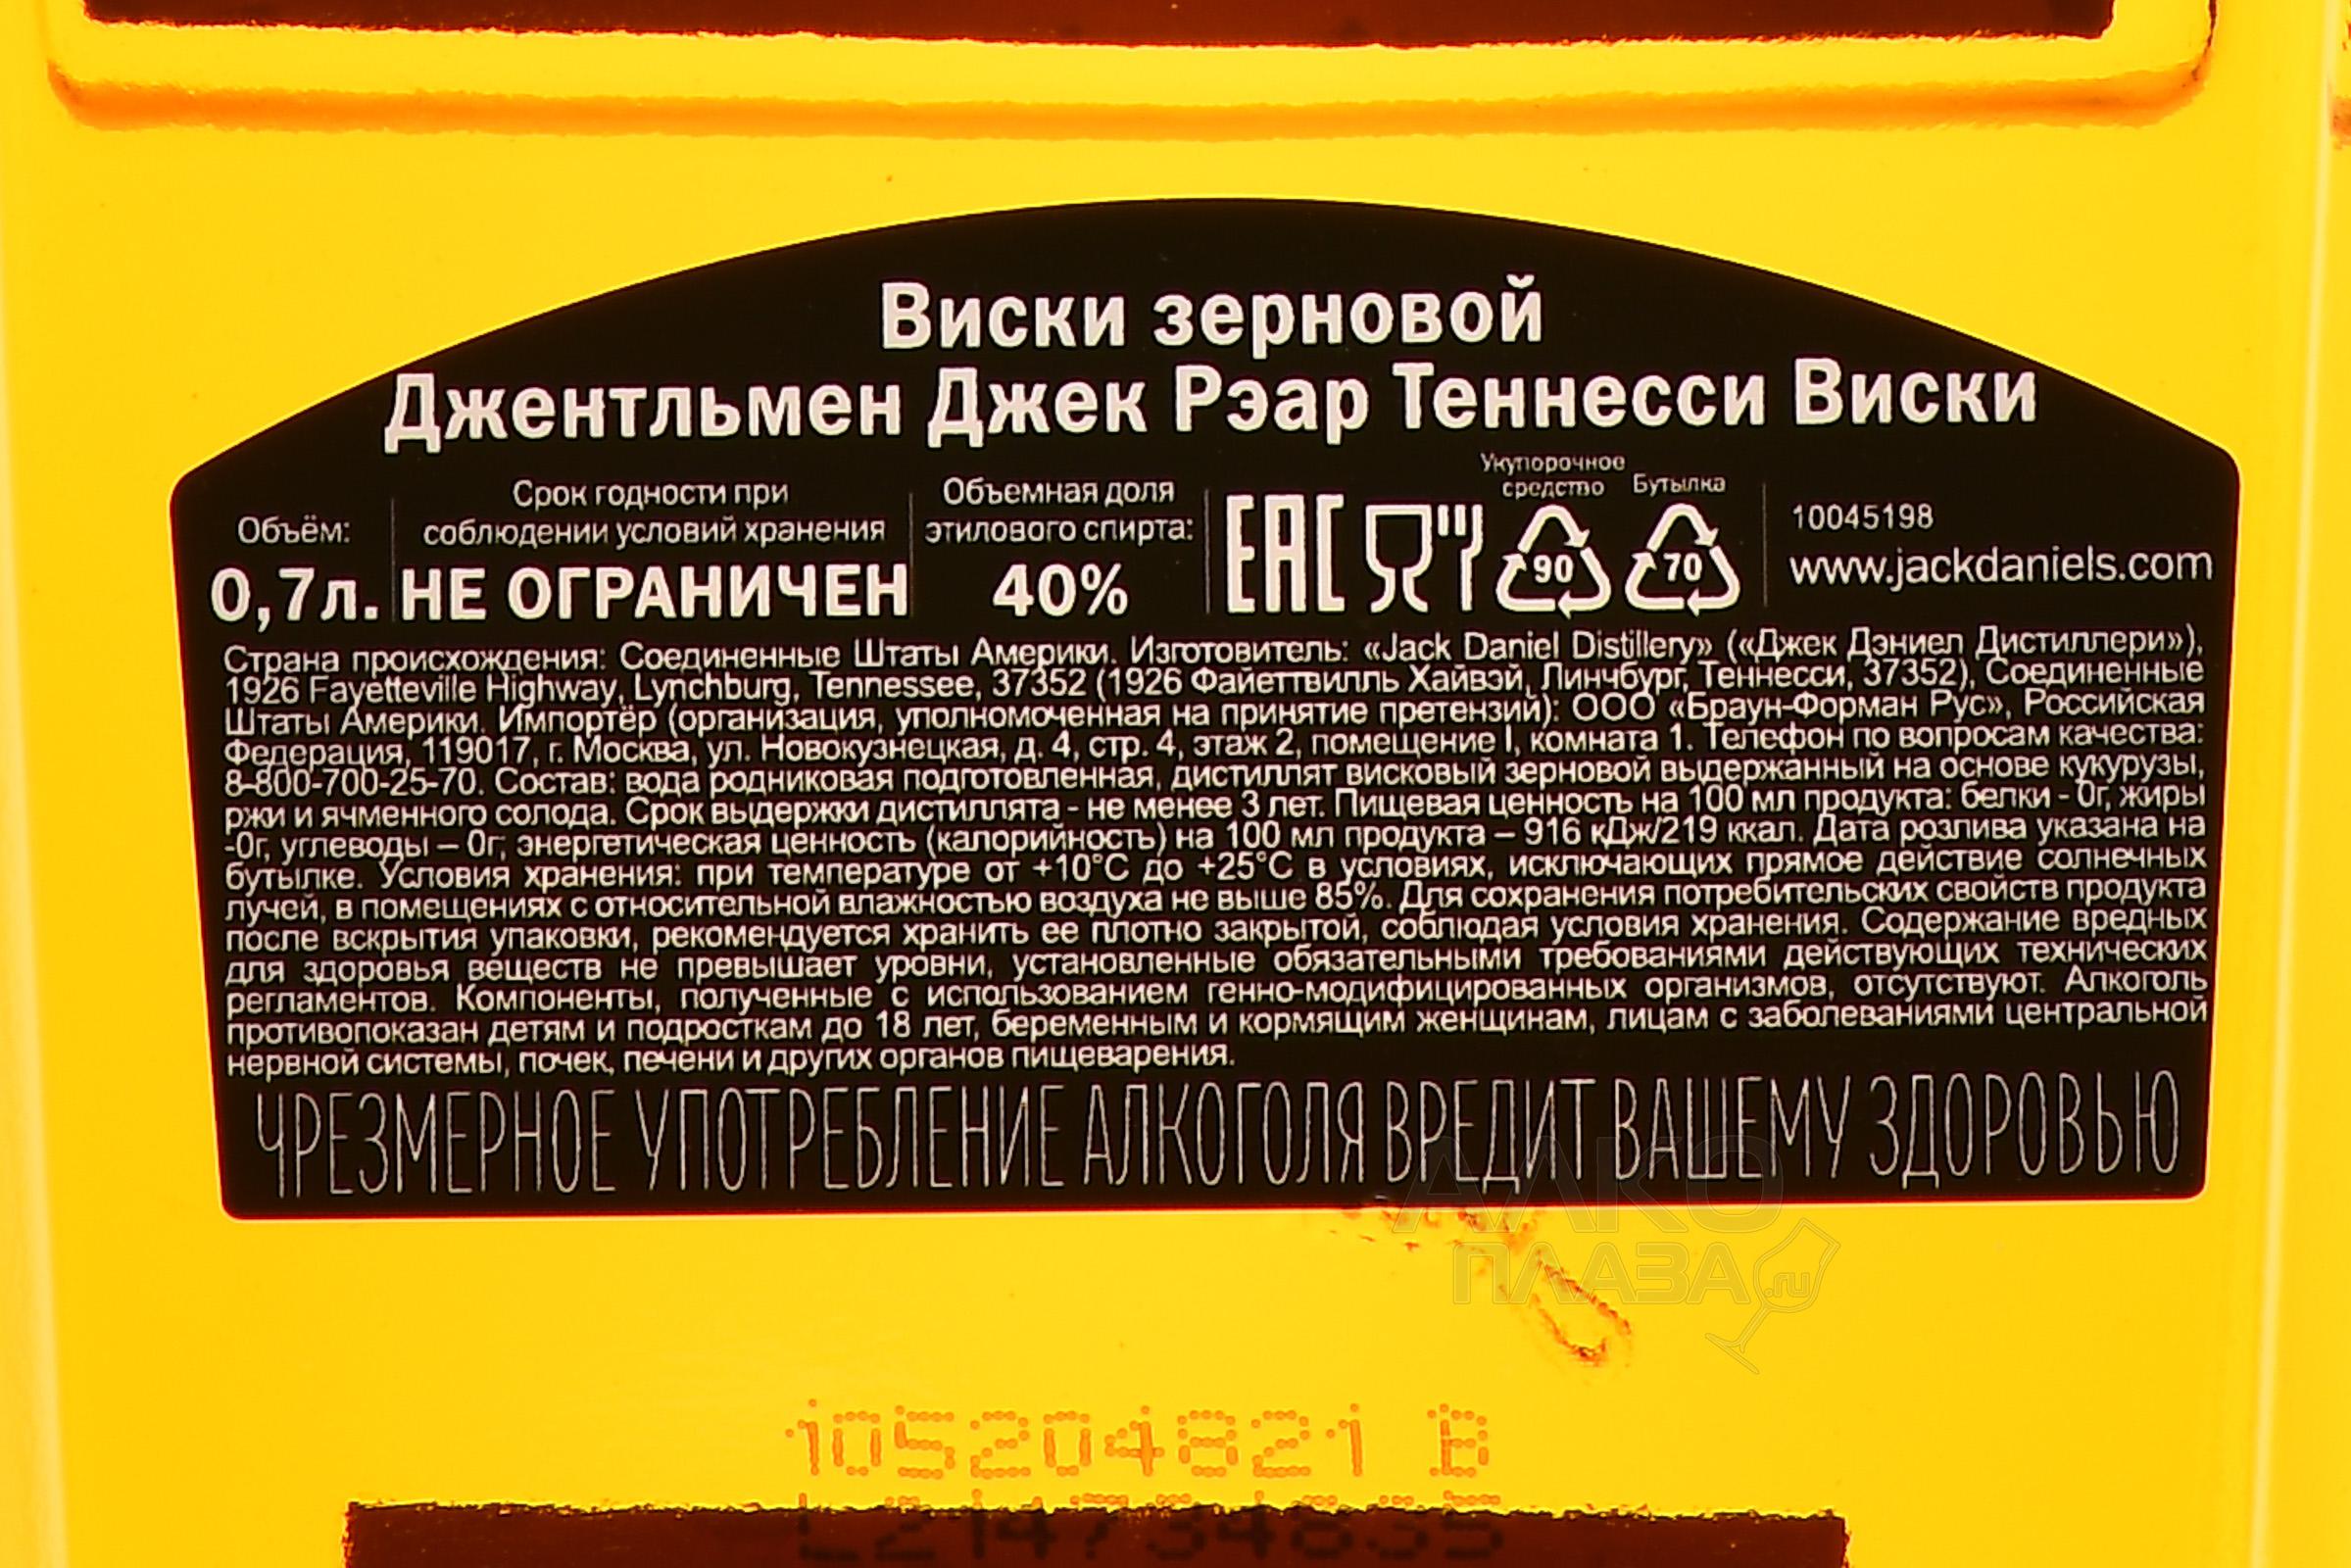 Виски зерновой
Джентльмен Джек Рэар Теннесси Виски
Объём:
0,7л.
Срок годности при
соблюдении условий хранения
НЕ ОГРАНИЧЕН
Объемная доля
этилового спирта:
40%
EAC
Укупорочное
средство
90
Бутылка
70
10045198
www.jackdaniels.com
Страна происхождения: Соединенные Штаты Америки. Изготовитель: «Jack Daniel Distillery» («Джек Дэниел Дистиллери»),
1926 Fayetteville Highway, Lynchburg, Tennessee, 37352 (1926 Файеттвилль Хайвэй, Линчбург, Теннесси, 37352), Соединенные
Штаты Америки. Импортёр (организация, уполномоченная на принятие претензий): ООО «Браун-Форман Рус», Российская
Федерация, 119017, г. Москва, ул. Новокузнецкая, д. 4, стр. 4, этаж 2, помещение I, комната 1. Телефон по вопросам качества:
8-800-700-25-70. Состав: вода родниковая подготовленная, дистиллят висковый зерновой выдержанный на основе кукурузы,
ржи и ячменного солода. Срок выдержки дистиллята - не менее 3 лет. Пищевая ценность на 100 мл продукта: белки - 0г, жиры
-0г, углеводы – 0г, энергетическая ценность (калорийность) на 100 мл продукта – 916 кДж/219 ккал. Дата розлива указана на
бутылке. Условия хранения: при температуре от +10°С до +25°С в условиях, исключающих прямое действие солнечных
лучей, в помещениях с относительной влажностью воздуха не выше 85%. Для сохранения потребительских свойств продукта
после вскрытия упаковки, рекомендуется хранить ее плотно закрытой, соблюдая условия хранения. Содержание вредных
для здоровья веществ не превышает уровни, установленные обязательными требованиями действующих технических
регламентов. Компоненты, полученные с использованием генно-модифицированных организмов, отсутствуют. Алкоголь
противопоказан детям и подросткам до 18 лет, беременным и кормящим женщинам, лицам с заболеваниями центральной
нервной системы, почек, печени и других органов пищеварения.
ЧРЕЗМЕРНОЕ УПОТРЕБЛЕНИЕ АЛКОГОЛЯ ВРЕДИТ ВАШЕМУ ЗДОРОВЬЮ
АЛКО
ПЛАЗА.ru
105204821 B